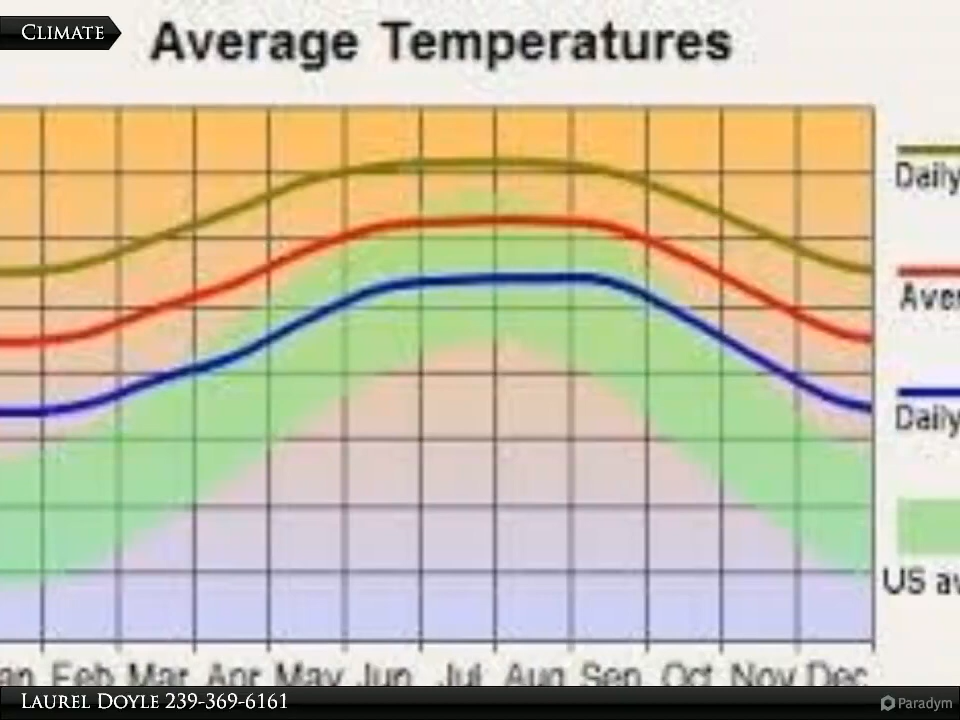 CLIMATE
Average Temperatures
Daily
Aver
Daily
US av
an Feb Mar Apr May Jun Jul Aug Sep Oct Nov Dec
LAUREL DOYLE 239-369-6161
Paradym